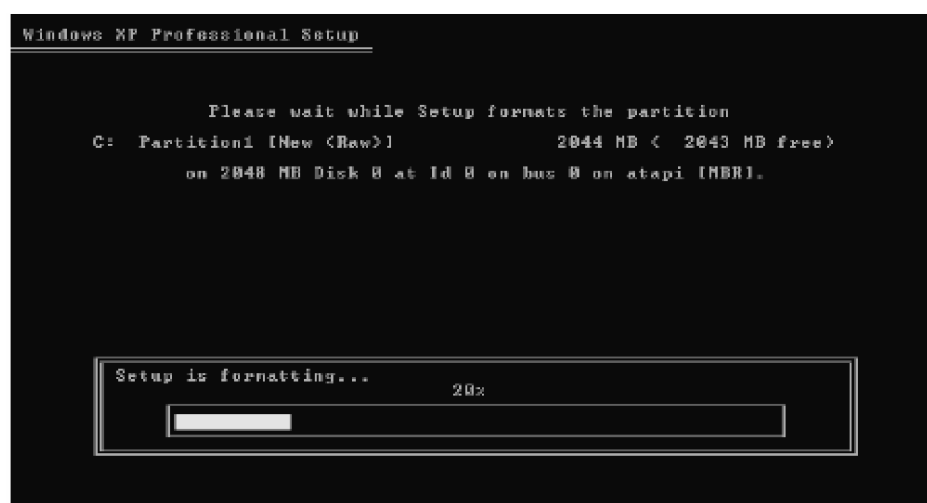 Windows XP Professional Setup
Please wait while Setup formats the partition
C: Partition1 [New (Raw)] 2044 MB ( 2043 MB free)
on 2048 MB Disk 0 at Id 0 on bus 0 on atapi [MBR].
Setup is formatting...
20%